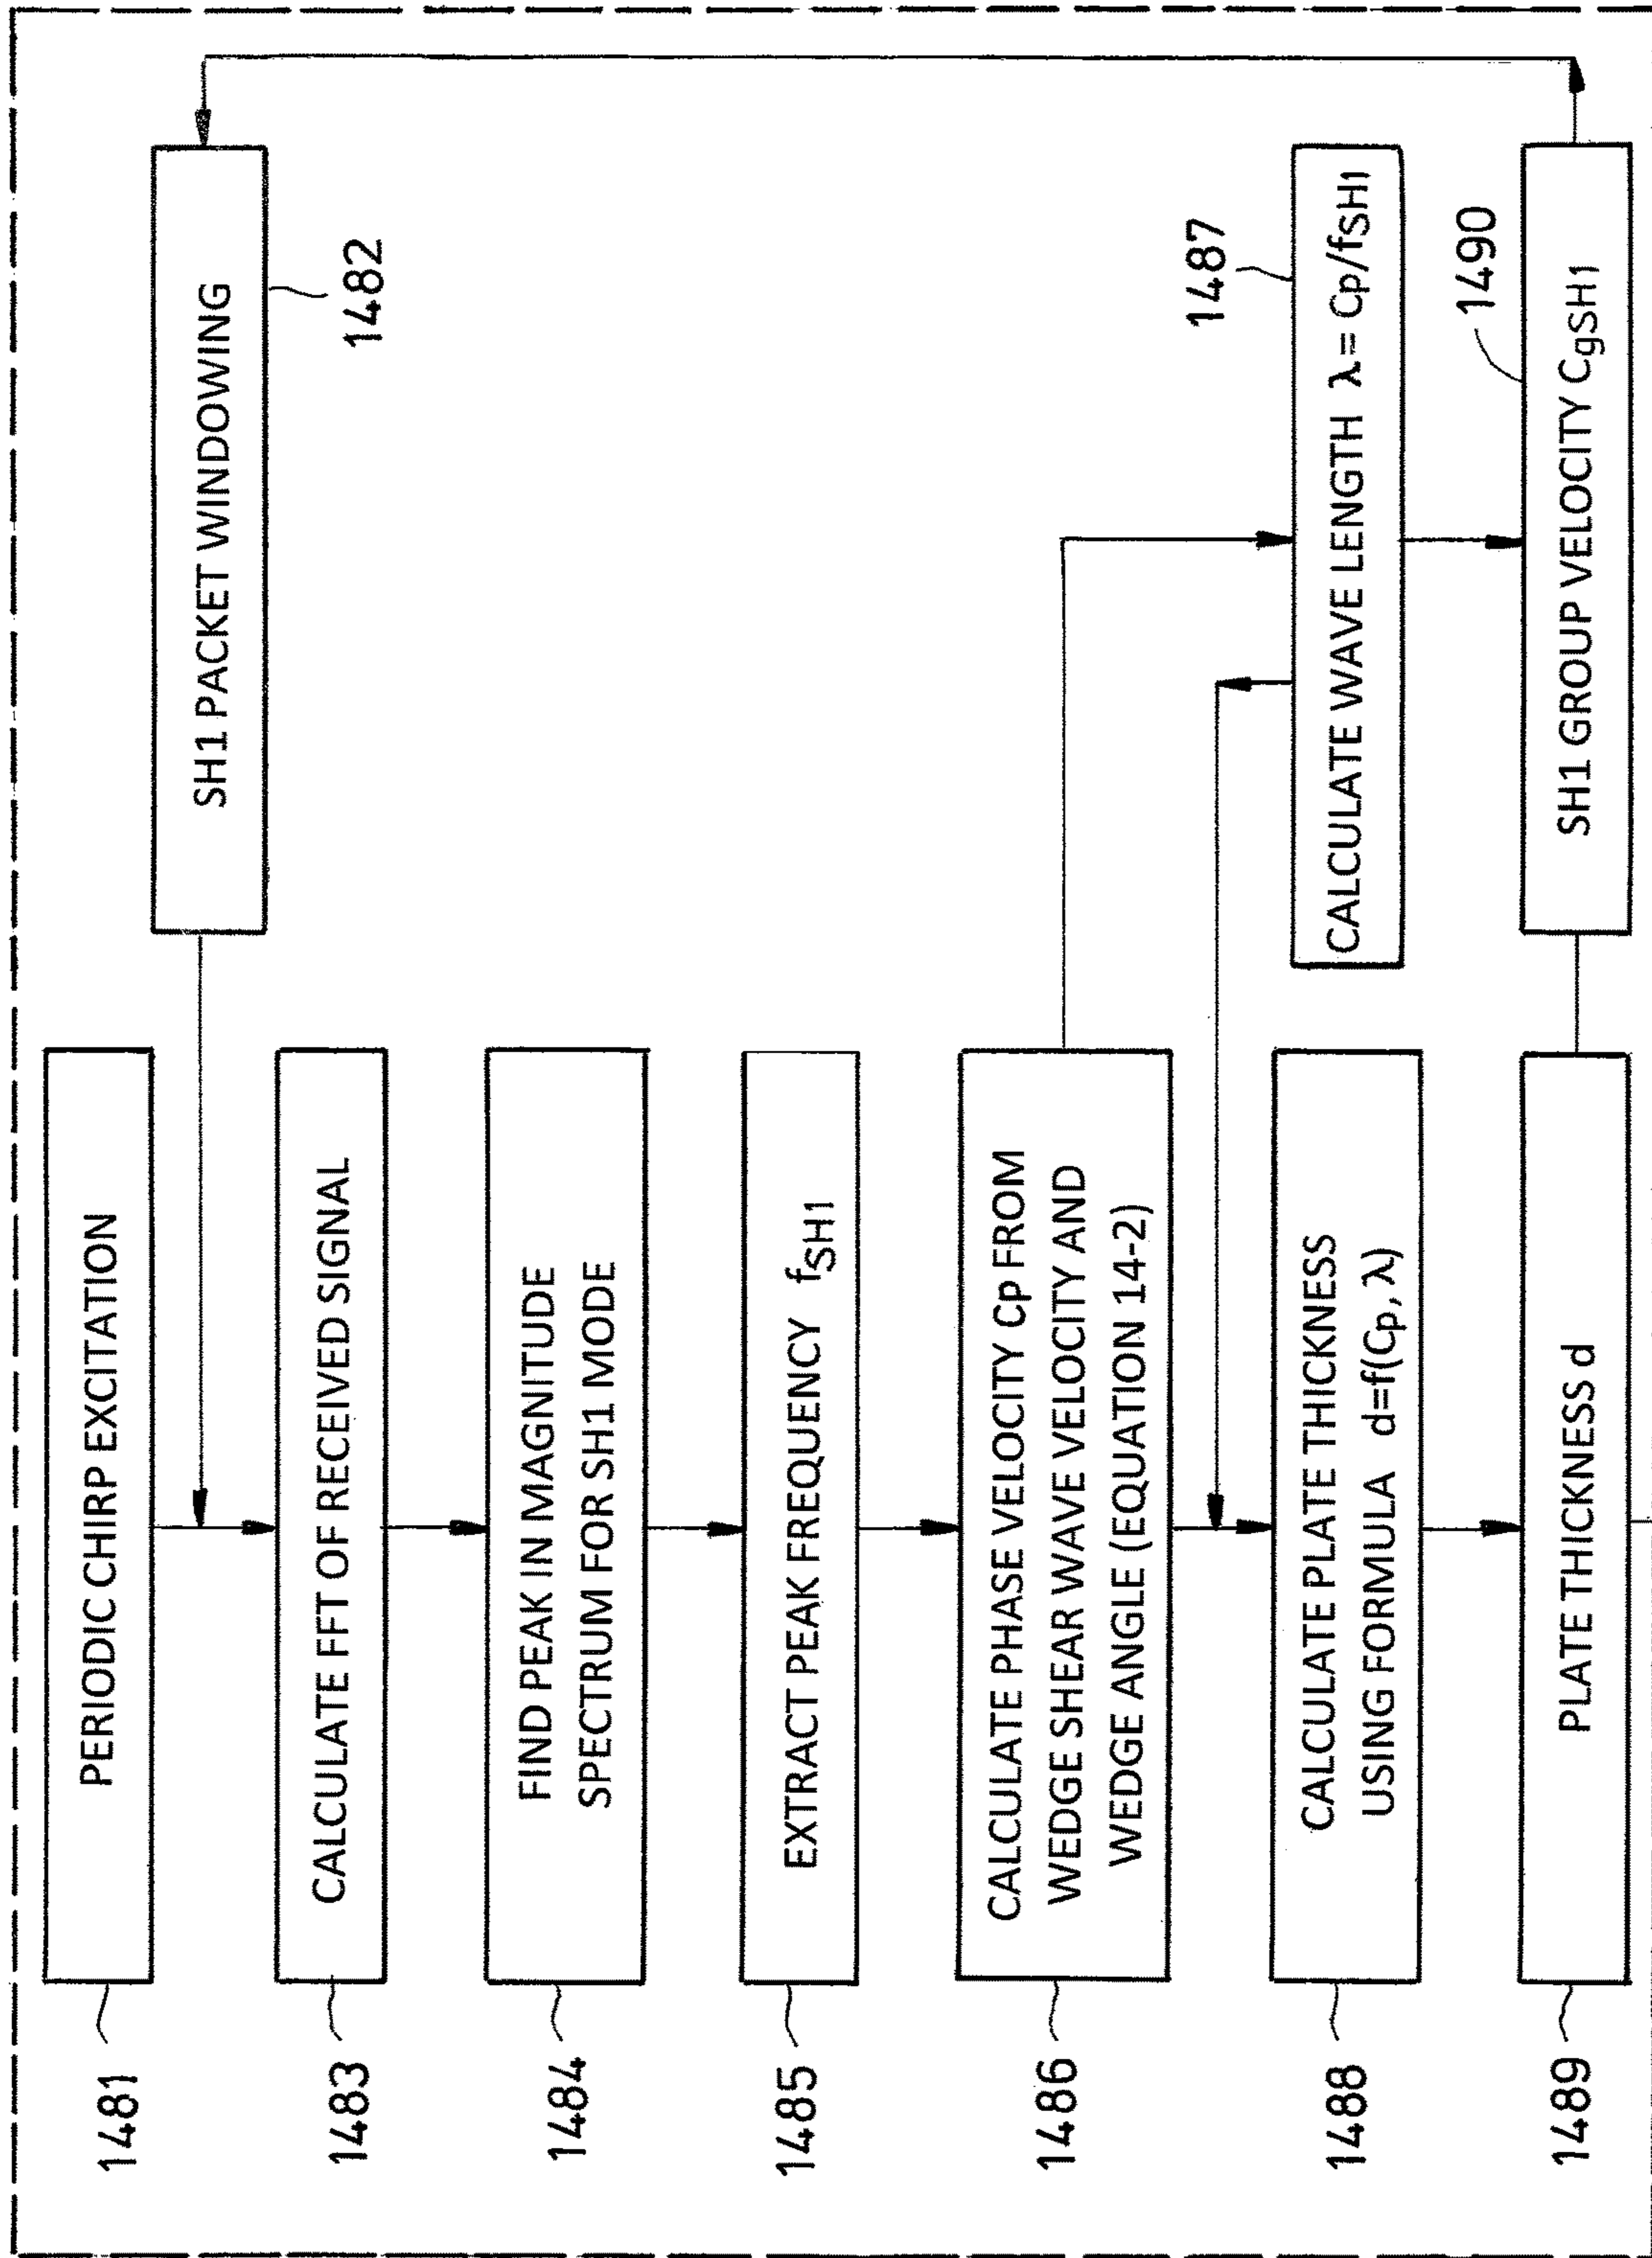 1481
PERIODIC CHIRP EXCITATION
SH1 PACKET WINDOWING
1482
1483
CALCULATE FFT OF RECEIVED SIGNAL
1484
FIND PEAK IN MAGNITUDE
SPECTRUM FOR SH1 MODE
1485
EXTRACT PEAK FREQUENCY fSH1
1486
CALCULATE PHASE VELOCITY Cp FROM
WEDGE SHEAR WAVE VELOCITY AND
WEDGE ANGLE (EQUATION 14-2)
1487
CALCULATE WAVE LENGTH λ = Cp/fSH1
1488
CALCULATE PLATE THICKNESS
USING FORMULA d=f(Cp,λ)
1489
PLATE THICKNESS d
1490
SH1 GROUP VELOCITY CgSH1